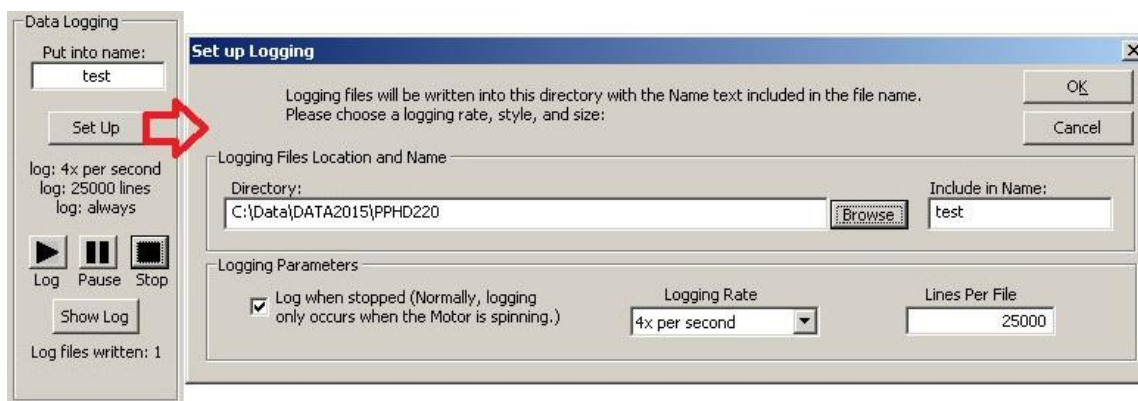 Data Logging
Put into name:
test
Set Up
log: 4x per second
log: 25000 lines
log: always
Log Pause Stop
Show Log
Log files written: 1
Set up Logging
Logging files will be written into this directory with the Name text included in the file name.
Please choose a logging rate, style, and size:
OK
Cancel
Logging Files Location and Name
Directory:
C:\Data\DATA2015\PPHD220
Browse
Include in Name:
test
Logging Parameters
Log when stopped (Normally, logging
only occurs when the Motor is spinning.)
Logging Rate
4x per second
Lines Per File
25000